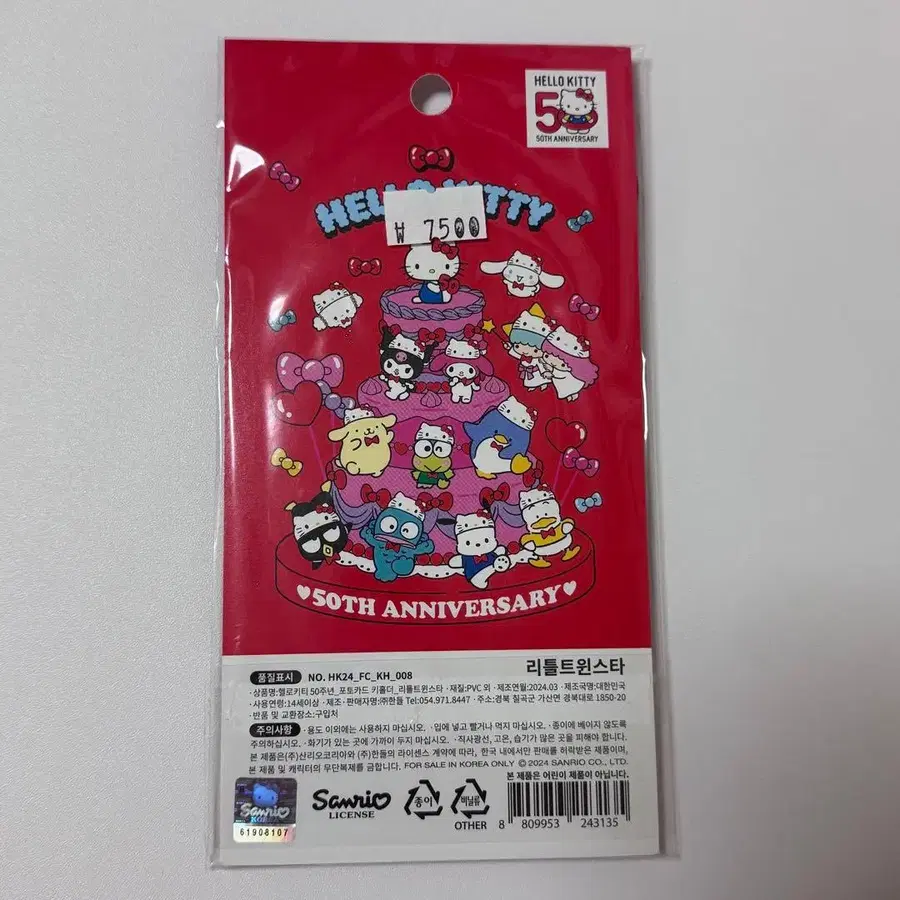 HELLO KITTY
50
50TH ANNIVERSARY
HELLO KITTY
₩ 7500
50TH ANNIVERSARY
품질표시 NO. HK24_FC_KH_008 리틀트윈스타
·상품명:헬로키티 50주년_포토카드 키홀더_리틀트윈스타 ·재질:PVC 외 ·제조연월:2024.03 ·제조국명:대한민국
·사용연령:14세이상 ·제조·판매자명:㈜한들 Tel:054.971.8447 ·주소:경북 칠곡군 가산면 경북대로 1850-20
·반품 및 교환장소:구입처
주의사항 ·용도 이외에는 사용하지 마십시오. ·입에 넣고 빨거나 먹지 마십시오. ·종이에 베이지 않도록
주의하십시오. ·화기가 있는 곳에 가까이 두지 마십시오. ·직사광선, 고온, 습기가 많은 곳을 피해야 합니다.
본 제품은(주)산리오코리아와 ㈜한들의 라이센스 계약에 따라, 한국 내에서만 판매를 허락받은 제품이며,
본 제품 및 캐릭터의 무단복제를 금합니다. FOR SALE IN KOREA ONLY ⓒ2024 SANRIO CO., LTD.
본 제품은 어린이 제품이 아닙니다.
Sanrio
KOREA
61908107
Sanrio
LICENSE
종이
비닐류
OTHER
8 809953 243135